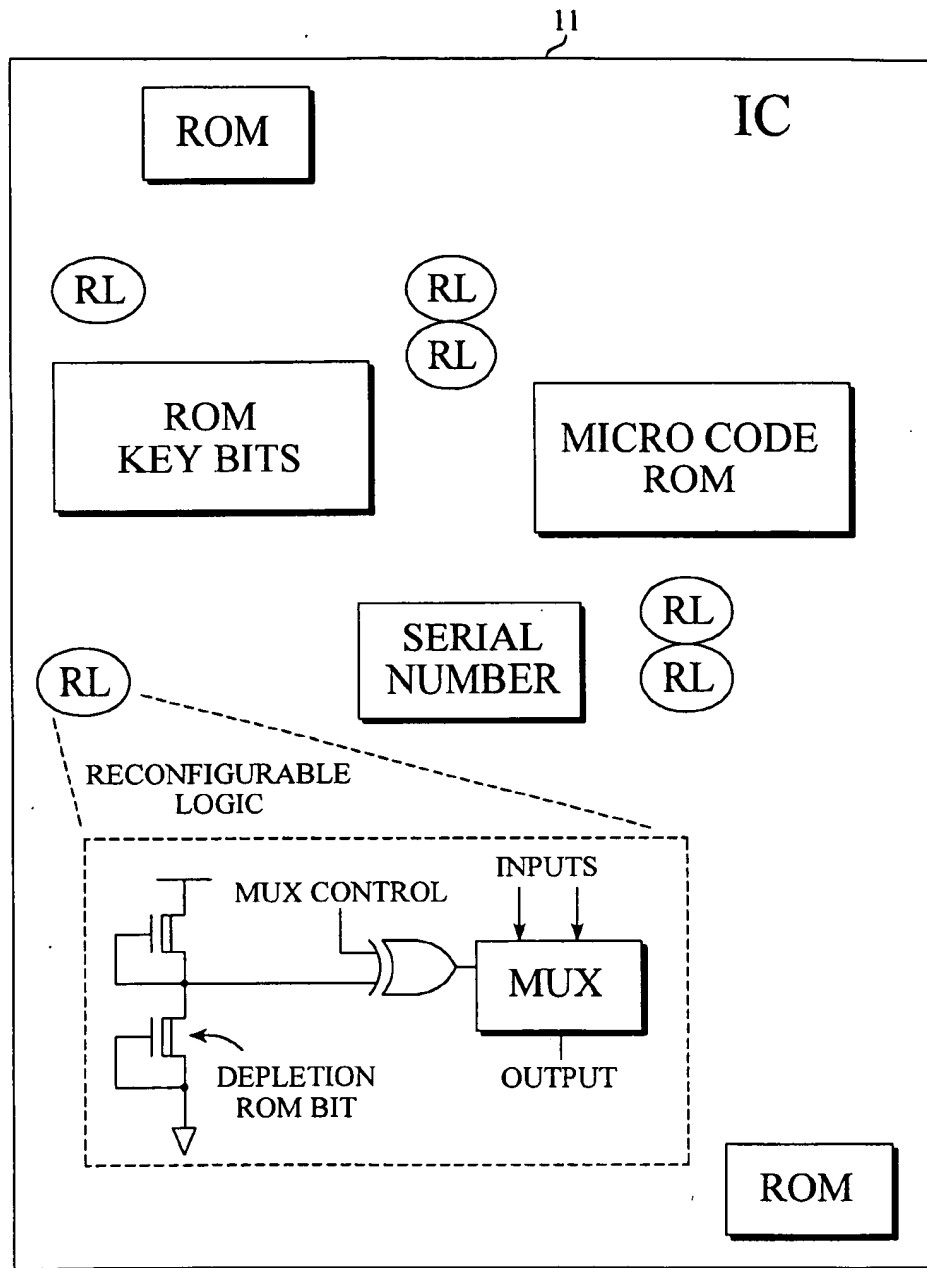 11
IC
ROM
RL
RL
RL
ROM
KEY BITS
MICRO CODE
ROM
SERIAL
NUMBER
RL
RL
RL
RECONFIGURABLE
LOGIC
INPUTS
MUX CONTROL
MUX
DEPLETION
ROM BIT
OUTPUT
ROM